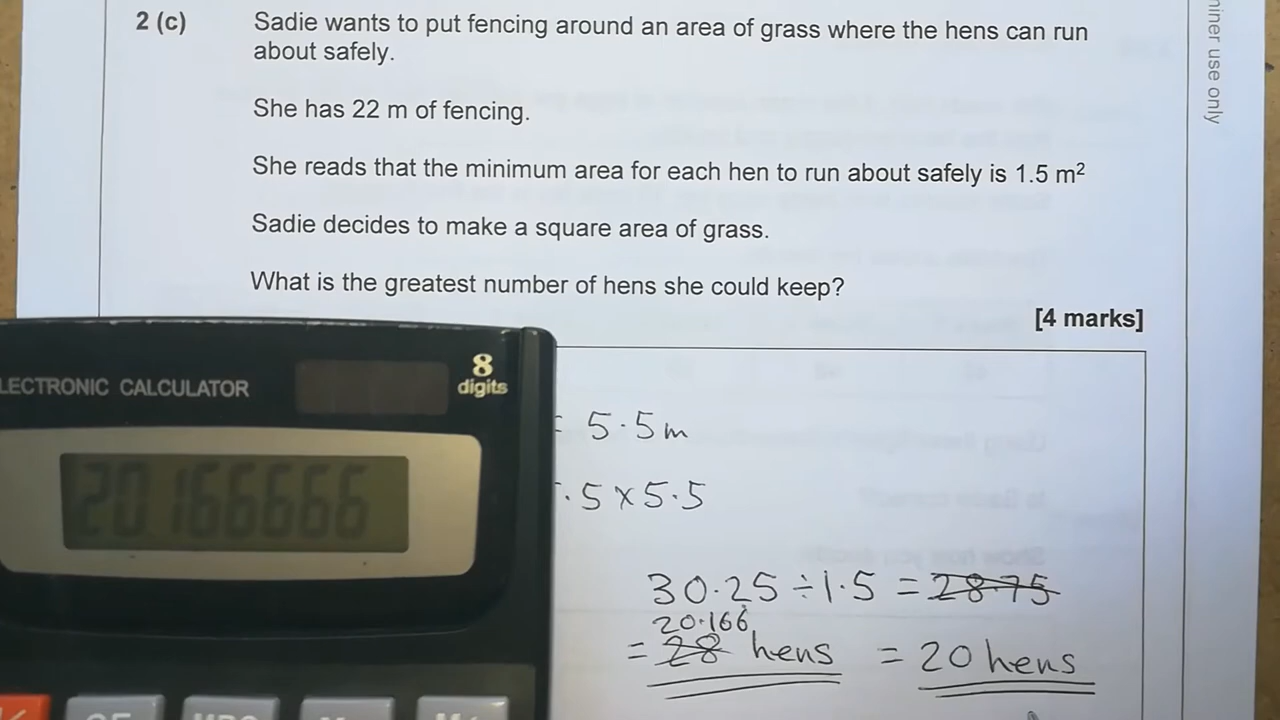 2 (c) Sadie wants to put fencing around an area of grass where the hens can run
about safely.
She has 22 m of fencing.
She reads that the minimum area for each hen to run about safely is 1.5 m²
Sadie decides to make a square area of grass.
What is the greatest number of hens she could keep?
[4 marks]
8
digits
LECTRONIC CALCULATOR
20.166666
= 5.5m
.5 × 5.5
30.25 ÷ 1.5 = 28.75
20.166
= 28 hens = 20 hens
iner use only